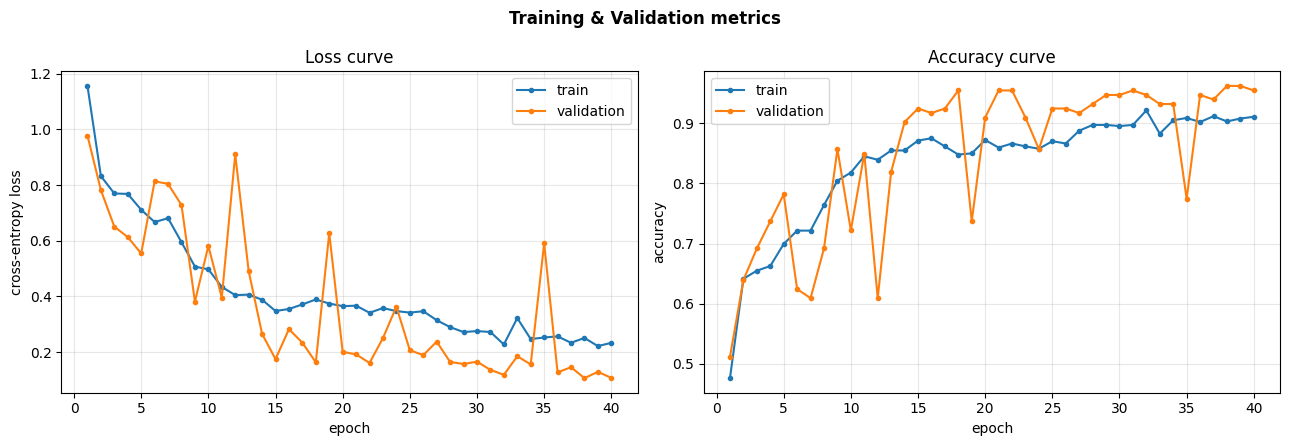 Training & Validation metrics
Loss curve
train
validation
1.2
1.0
0.8
0.6
0.4
0.2
cross-entropy loss
0 5 10 15 20 25 30 35 40
epoch
Accuracy curve
train
validation
0.9
0.8
0.7
0.6
0.5
accuracy
0 5 10 15 20 25 30 35 40
epoch